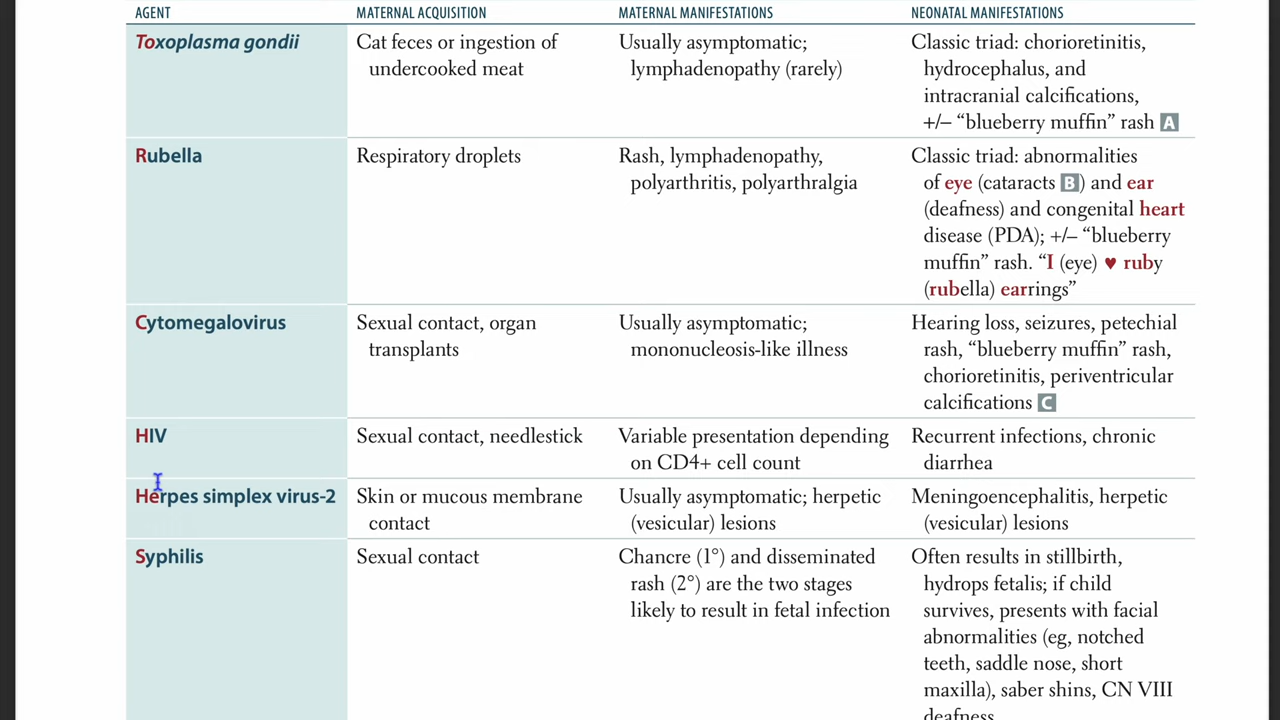 AGENT MATERNAL ACQUISITION MATERNAL MANIFESTATIONS NEONATAL MANIFESTATIONS
Toxoplasma gondii
Cat feces or ingestion of
undercooked meat
Usually asymptomatic;
lymphadenopathy (rarely)
Classic triad: chorioretinitis,
hydrocephalus, and
intracranial calcifications,
+/– “blueberry muffin” rash A
Rubella
Respiratory droplets
Rash, lymphadenopathy,
polyarthritis, polyarthralgia
Classic triad: abnormalities
of eye (cataracts B) and ear
(deafness) and congenital heart
disease (PDA); +/– “blueberry
muffin” rash. “I (eye) ♥ ruby
(rubella) earrings”
Cytomegalovirus
Sexual contact, organ
transplants
Usually asymptomatic;
mononucleosis-like illness
Hearing loss, seizures, petechial
rash, “blueberry muffin” rash,
chorioretinitis, periventricular
calcifications C
HIV
Sexual contact, needlestick
Variable presentation depending
on CD4+ cell count
Recurrent infections, chronic
diarrhea
Herpes simplex virus-2
Skin or mucous membrane
contact
Usually asymptomatic; herpetic
(vesicular) lesions
Meningoencephalitis, herpetic
(vesicular) lesions
Syphilis
Sexual contact
Chancre (1°) and disseminated
rash (2°) are the two stages
likely to result in fetal infection
Often results in stillbirth,
hydrops fetalis; if child
survives, presents with facial
abnormalities (eg, notched
teeth, saddle nose, short
maxilla), saber shins, CN VIII
deafness